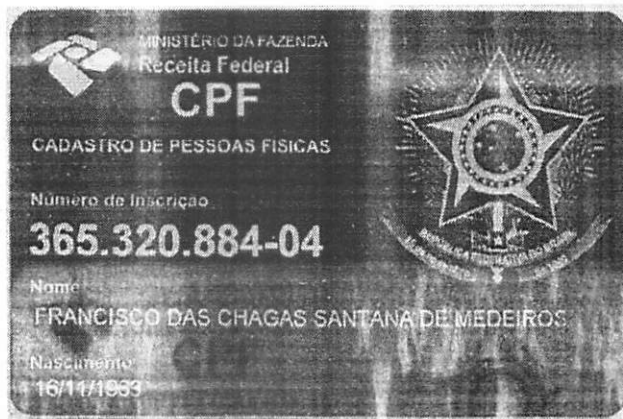 MINISTÉRIO DA FAZENDA
Receita Federal
CPF
CADASTRO DE PESSOAS FISICAS
Número de Inscrição
365.320.884-04
Nome
FRANCISCO DAS CHAGAS SANTANA DE MEDEIROS
Nascimento
16/11/1963